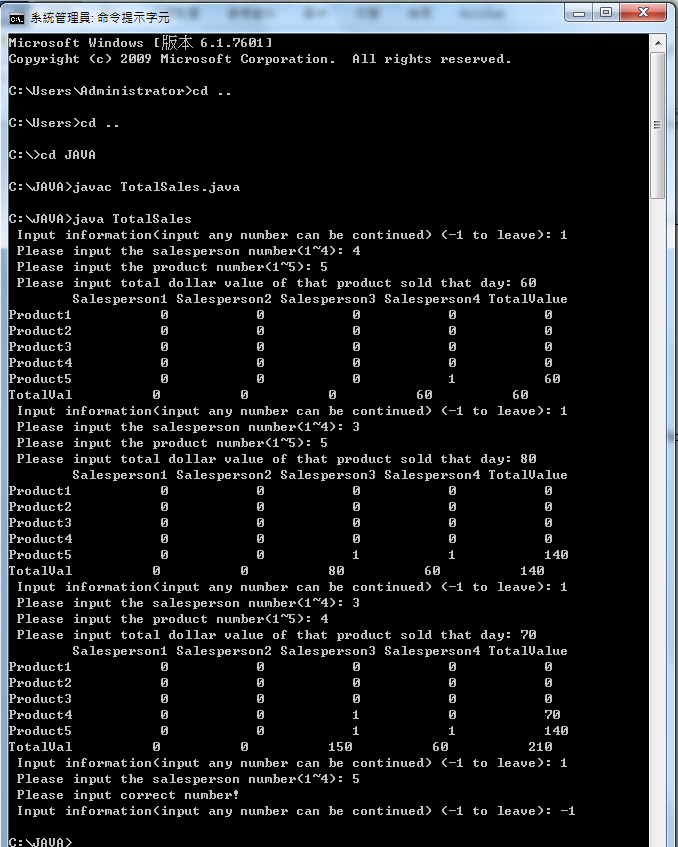 系統管理員: 命令提示字元
Microsoft Windows [版本 6.1.7601]
Copyright (c) 2009 Microsoft Corporation.  All rights reserved.
C:\Users\Administrator>cd ..
C:\Users>cd ..
C:\>cd JAVA
C:\JAVA>javac TotalSales.java
C:\JAVA>java TotalSales
Input information(input any number can be continued) (-1 to leave): 1
Please input the salesperson number(1~4): 4
Please input the product number(1~5): 5
Please input total dollar value of that product sold that day: 60
Salesperson1 Salesperson2 Salesperson3 Salesperson4 TotalValue
Product1 0 0 0 0 0
Product2 0 0 0 0 0
Product3 0 0 0 0 0
Product4 0 0 0 0 0
Product5 0 0 0 1 60
TotalVal 0 0 0 60 60
Input information(input any number can be continued) (-1 to leave): 1
Please input the salesperson number(1~4): 3
Please input the product number(1~5): 5
Please input total dollar value of that product sold that day: 80
Salesperson1 Salesperson2 Salesperson3 Salesperson4 TotalValue
Product1 0 0 0 0 0
Product2 0 0 0 0 0
Product3 0 0 0 0 0
Product4 0 0 0 0 0
Product5 0 0 1 1 140
TotalVal 0 0 80 60 140
Input information(input any number can be continued) (-1 to leave): 1
Please input the salesperson number(1~4): 3
Please input the product number(1~5): 4
Please input total dollar value of that product sold that day: 70
Salesperson1 Salesperson2 Salesperson3 Salesperson4 TotalValue
Product1 0 0 0 0 0
Product2 0 0 0 0 0
Product3 0 0 0 0 0
Product4 0 0 1 0 70
Product5 0 0 1 1 140
TotalVal 0 0 150 60 210
Input information(input any number can be continued) (-1 to leave): 1
Please input the salesperson number(1~4): 5
Please input correct number!
Input information(input any number can be continued) (-1 to leave): -1
C:\JAVA>